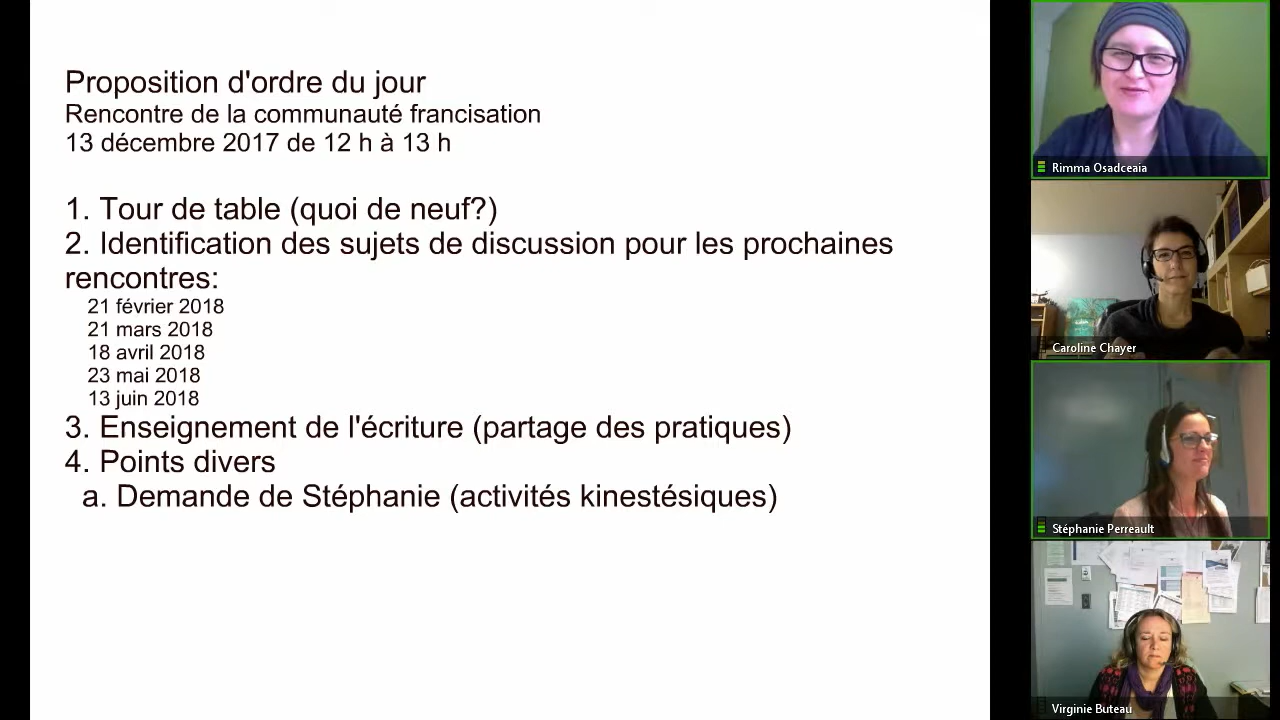 Proposition d'ordre du jour
Rencontre de la communauté francisation
13 décembre 2017 de 12 h à 13 h
1. Tour de table (quoi de neuf?)
2. Identification des sujets de discussion pour les prochaines
rencontres:
21 février 2018
21 mars 2018
18 avril 2018
23 mai 2018
13 juin 2018
3. Enseignement de l'écriture (partage des pratiques)
4. Points divers
a. Demande de Stéphanie (activités kinestésiques)
Rimma Osadceaia
Caroline Chayer
Stéphanie Perreault
Virginie Buteau